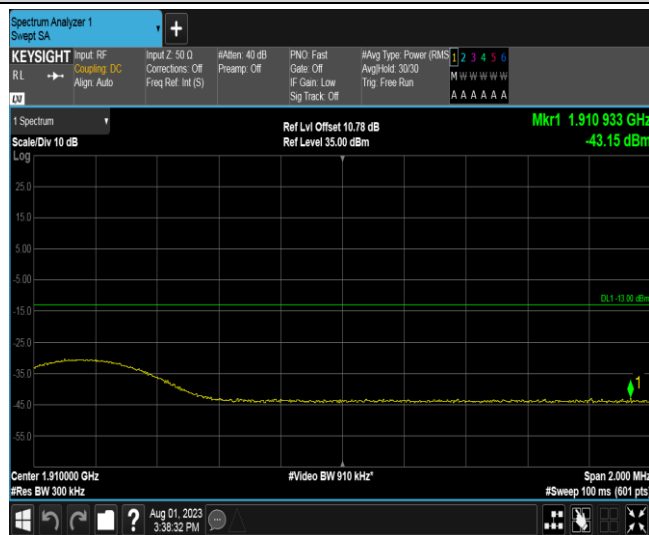 Spectrum Analyzer 1
Swept SA
+
KEYSIGHT
RL
LXI
Input: RF
Coupling: DC
Align: Auto
Input Z: 50 Ω
Corrections: Off
Freq Ref: Int (S)
#Atten: 40 dB
Preamp: Off
PNO: Fast
Gate: Off
IF Gain: Low
Sig Track: Off
#Avg Type: Power (RMS
Avg|Hold: 30/30
Trig: Free Run
1 2 3 4 5 6
M W W W W W
A A A A A A
1 Spectrum
Scale/Div 10 dB
Ref Lvl Offset 10.78 dB
Ref Level 35.00 dBm
Mkr1 1.910 933 GHz
-43.15 dBm
Log
25.0
15.0
5.00
-5.00
DL1 -13.00 dBm
-15.0
-25.0
-35.0
1
-45.0
-55.0
Center 1.910000 GHz
#Video BW 910 kHz*
Span 2.000 MHz
#Res BW 300 kHz
#Sweep 100 ms (601 pts)
?
Aug 01, 2023
3:38:32 PM